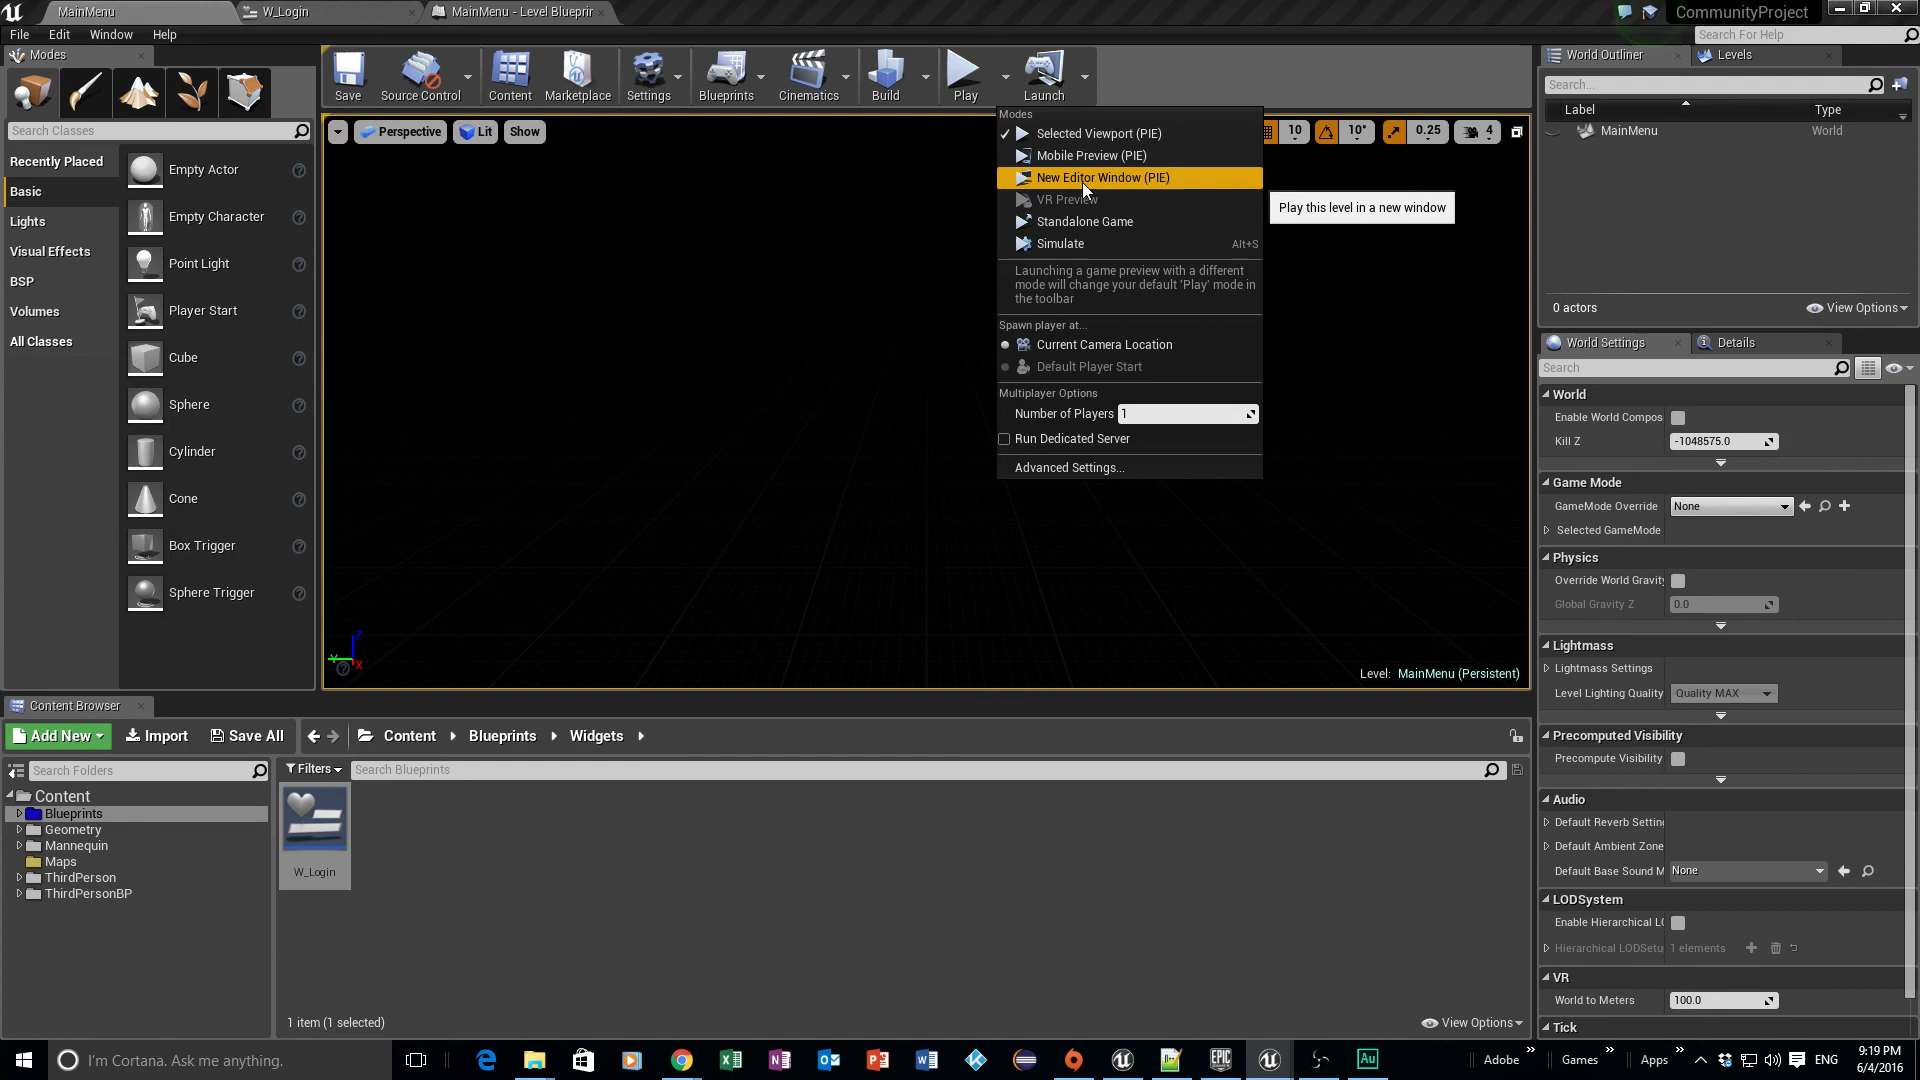 MainMenu
W_Login
MainMenu - Level Blueprir
CommunityProject
File
Edit
Window
Help
Search For Help
Modes
Save
Source Control
Content
Marketplace
Settings
Blueprints
Cinematics
Build
Play
Launch
World Outliner
Levels
Search...
Label
Type
MainMenu
World
0 actors
View Options
Search Classes
Recently Placed
Basic
Lights
Visual Effects
BSP
Volumes
All Classes
Empty Actor
Empty Character
Point Light
Player Start
Cube
Sphere
Cylinder
Cone
Box Trigger
Sphere Trigger
Perspective
Lit
Show
10
10°
0.25
4
Modes
Selected Viewport (PIE)
Mobile Preview (PIE)
New Editor Window (PIE)
VR Preview
Standalone Game
Simulate
Alt+S
Launching a game preview with a different
mode will change your default 'Play' mode in
the toolbar
Spawn player at...
Current Camera Location
Default Player Start
Multiplayer Options
Number of Players
1
Run Dedicated Server
Advanced Settings...
Play this level in a new window
Z
Y
X
Level: MainMenu (Persistent)
World Settings
Details
Search
World
Enable World Compos
Kill Z
-1048575.0
Game Mode
GameMode Override
None
Selected GameMode
Physics
Override World Gravity
Global Gravity Z
0.0
Lightmass
Lightmass Settings
Level Lighting Quality
Quality MAX
Precomputed Visibility
Precompute Visibility
Audio
Default Reverb Setting
Default Ambient Zone
Default Base Sound M
None
LODSystem
Enable Hierarchical LO
Hierarchical LODSetu
1 elements
VR
World to Meters
100.0
Tick
Content Browser
Add New
Import
Save All
Content
Blueprints
Widgets
Search Folders
Filters
Search Blueprints
Content
Blueprints
Geometry
Mannequin
Maps
ThirdPerson
ThirdPersonBP
W_Login
1 item (1 selected)
View Options
I'm Cortana. Ask me anything.
EPIC
Au
Adobe
Games
Apps
ENG
9:19 PM
6/4/2016